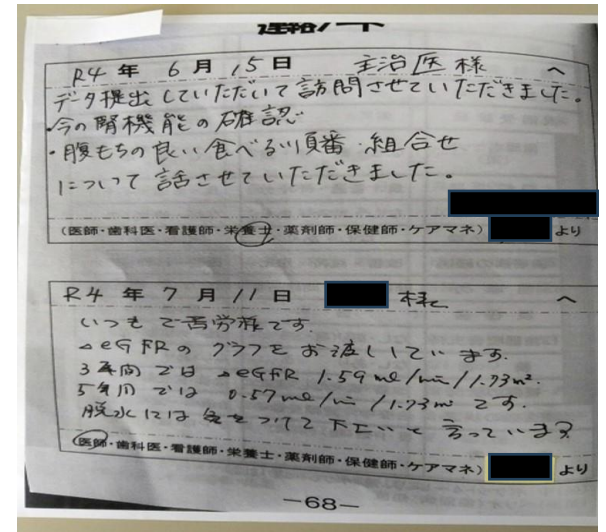 連絡ノート
R4 年 6 月 15 日 主治医 様 へ
データ提出していただいて訪問させていただきました。
・今の腎機能の確認
・腹もちの良い食べる順番・組合せ
について話させていただきました。
(医師・歯科医・看護師・栄養士・薬剤師・保健師・ケアマネ) より
R4 年 7 月 11 日 様 へ
いつもご苦労様です。
△eGFRのグラフをお渡ししています。
3年間では △eGFR 1.59 ml/min/1.73m².
5年間では 0.57 ml/min/1.73m² です.
脱水には気をつけて下さいと言っています
(医師・歯科医・看護師・栄養士・薬剤師・保健師・ケアマネ) より
—68—